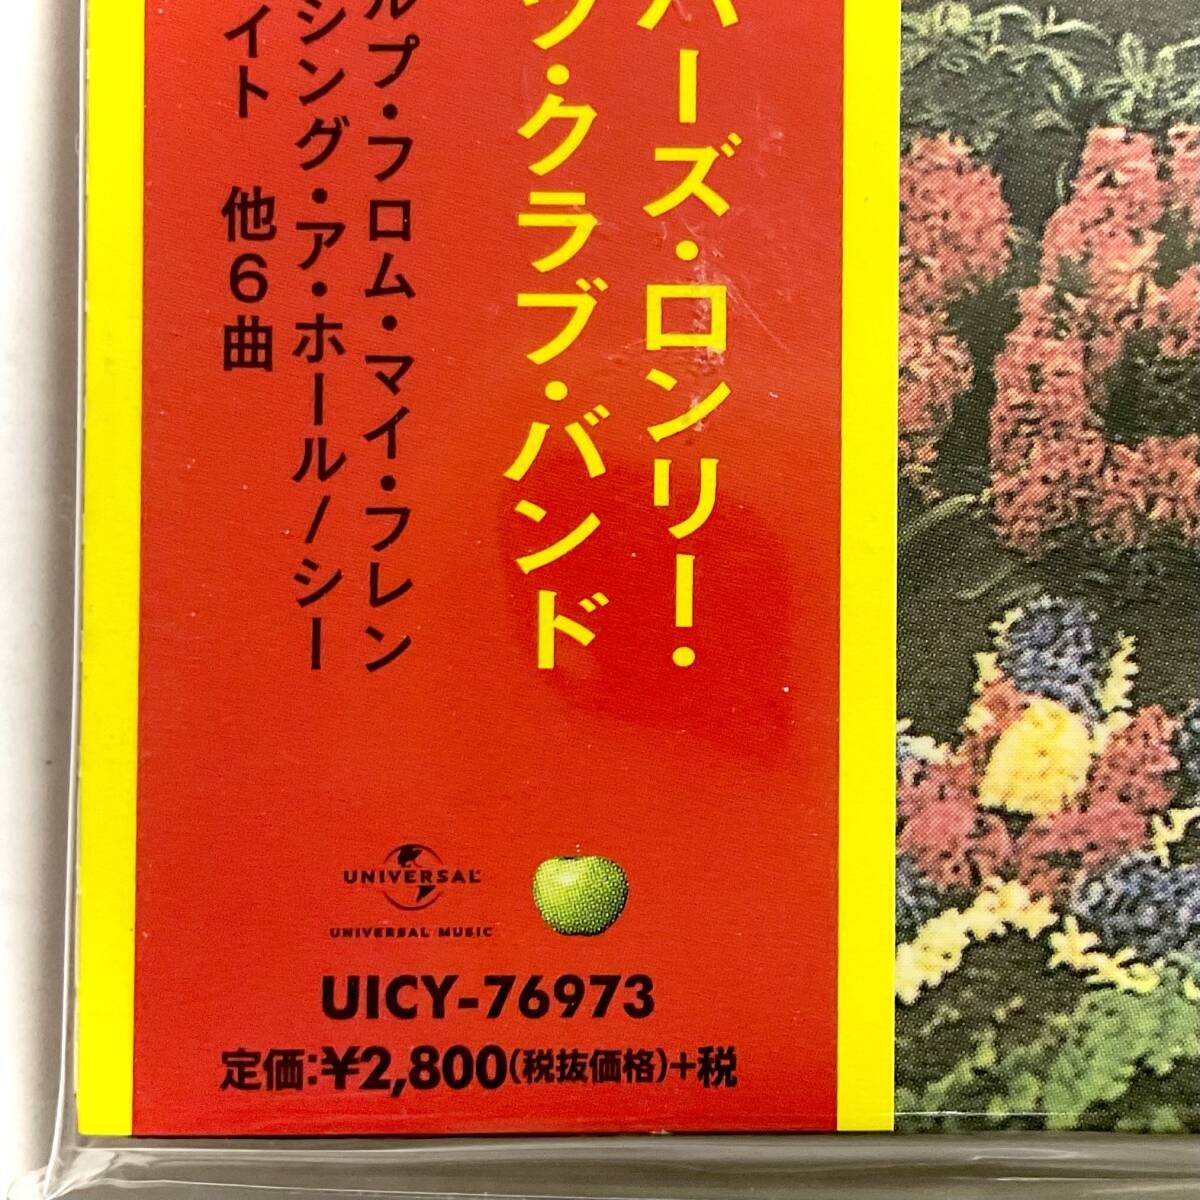 パーズ・ロンリー・
ツ・クラブ・バンド
ルプ・フロム・マイ・フレン
シング・ア・ホール/シー
イト 他6曲
UNIVERSAL
UNIVERSAL MUSIC
UICY-76973
定価:¥2,800(税抜価格)+税